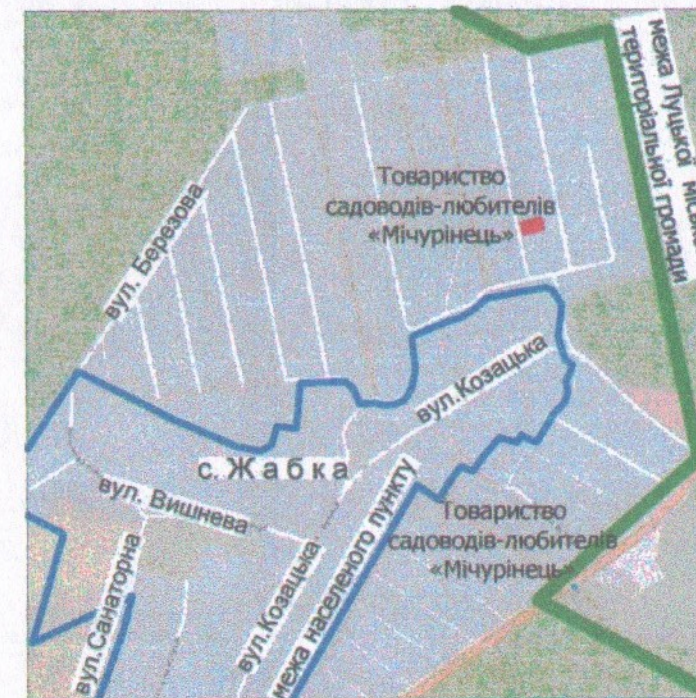 межа Луцької
територіальної громади
Товариство
садоводів-любителів
«Мічурінець»
вул. Березова
вул.Козацька
с. Жабка
вул. Вишнева
Товариство
садоводів-любителів
«Мічурінець»
вул.Санаторна
вул.Козацька
межа населеного пункту